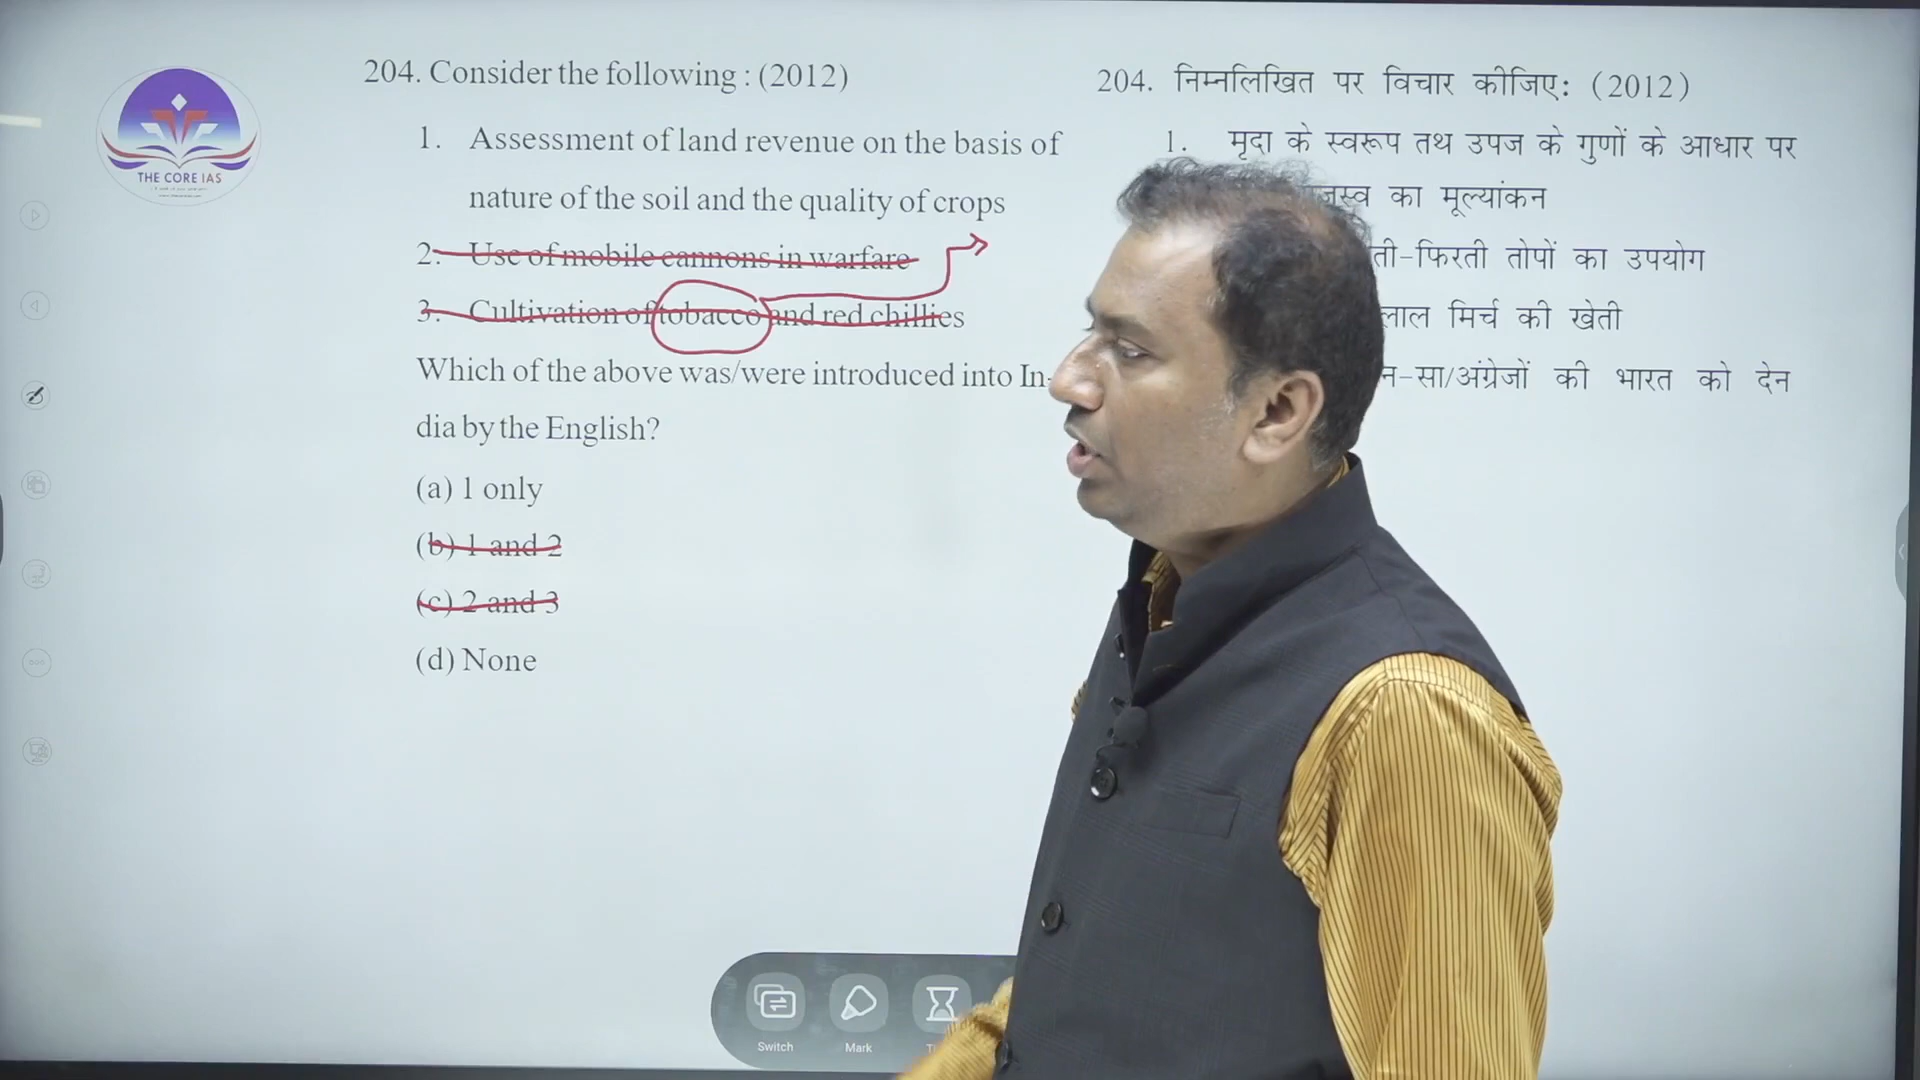 THE CORE IAS
204. Consider the following : (2012)
1. Assessment of land revenue on the basis of
nature of the soil and the quality of crops
2. Use of mobile cannons in warfare
3. Cultivation of tobacco and red chillies
Which of the above was/were introduced into In-
dia by the English?
(a) 1 only
(b) 1 and 2
(c) 2 and 3
(d) None
204. निम्नलिखित पर विचार कीजिए: (2012)
1. मृदा के स्वरूप तथ उपज के गुणों के आधार पर
का मूल्यांकन
तोपों का उपयोग
लाल मिर्च की खेती
न-सा/अंग्रेजों की भारत को देन
Switch
Mark